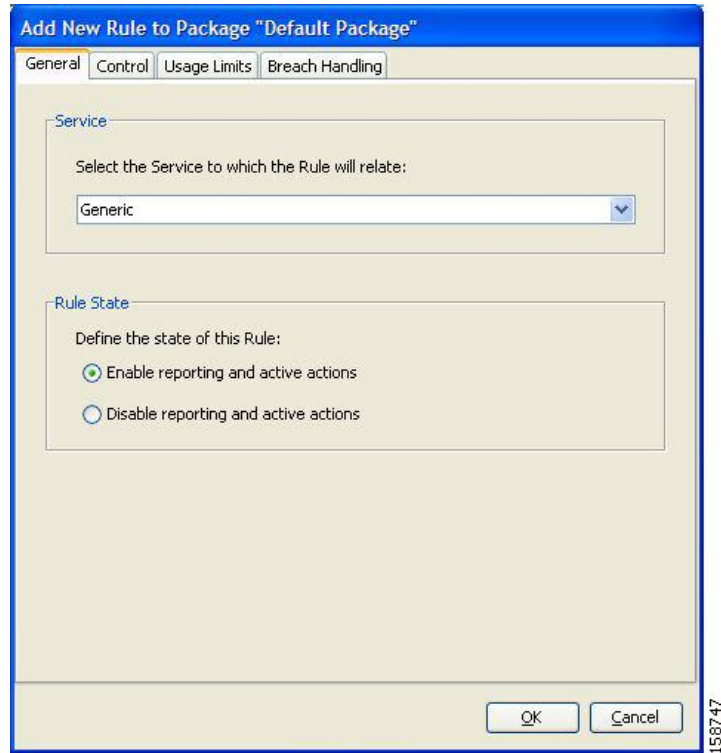 Add New Rule to Package "Default Package"
General Control Usage Limits Breach Handling
Service
Select the Service to which the Rule will relate:
Generic
Rule State
Define the state of this Rule:
Enable reporting and active actions
Disable reporting and active actions
OK Cancel
58747